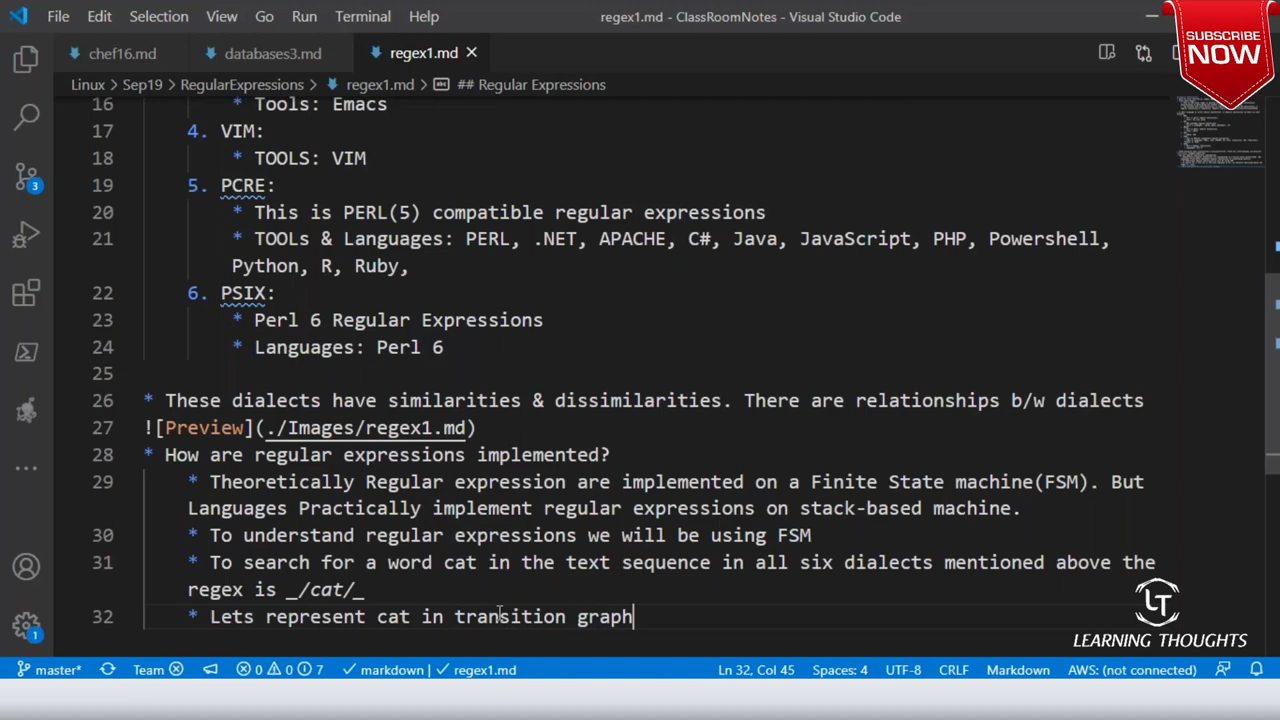 File Edit Selection View Go Run Terminal Help regex1.md - ClassRoomNotes - Visual Studio Code
SUBSCRIBE
NOW
chef16.md databases3.md regex1.md
Linux > Sep19 > RegularExpressions > regex1.md > ## Regular Expressions
16 * Tools: Emacs
17 4. VIM:
18 * TOOLS: VIM
19 5. PCRE:
20 * This is PERL(5) compatible regular expressions
21 * TOOLs & Languages: PERL, .NET, APACHE, C#, Java, JavaScript, PHP, Powershell,
Python, R, Ruby,
22 6. PSIX:
23 * Perl 6 Regular Expressions
24 * Languages: Perl 6
25
26 * These dialects have similarities & dissimilarities. There are relationships b/w dialects
27 ![Preview](./Images/regex1.md)
28 * How are regular expressions implemented?
29 * Theoretically Regular expression are implemented on a Finite State machine(FSM). But
Languages Practically implement regular expressions on stack-based machine.
30 * To understand regular expressions we will be using FSM
31 * To search for a word cat in the text sequence in all six dialects mentioned above the
regex is _/cat/_
32 * Lets represent cat in transition graph
3
1
LT
LEARNING THOUGHTS
master* Team 0 0 7 markdown | regex1.md Ln 32, Col 45 Spaces: 4 UTF-8 CRLF Markdown AWS: (not connected)